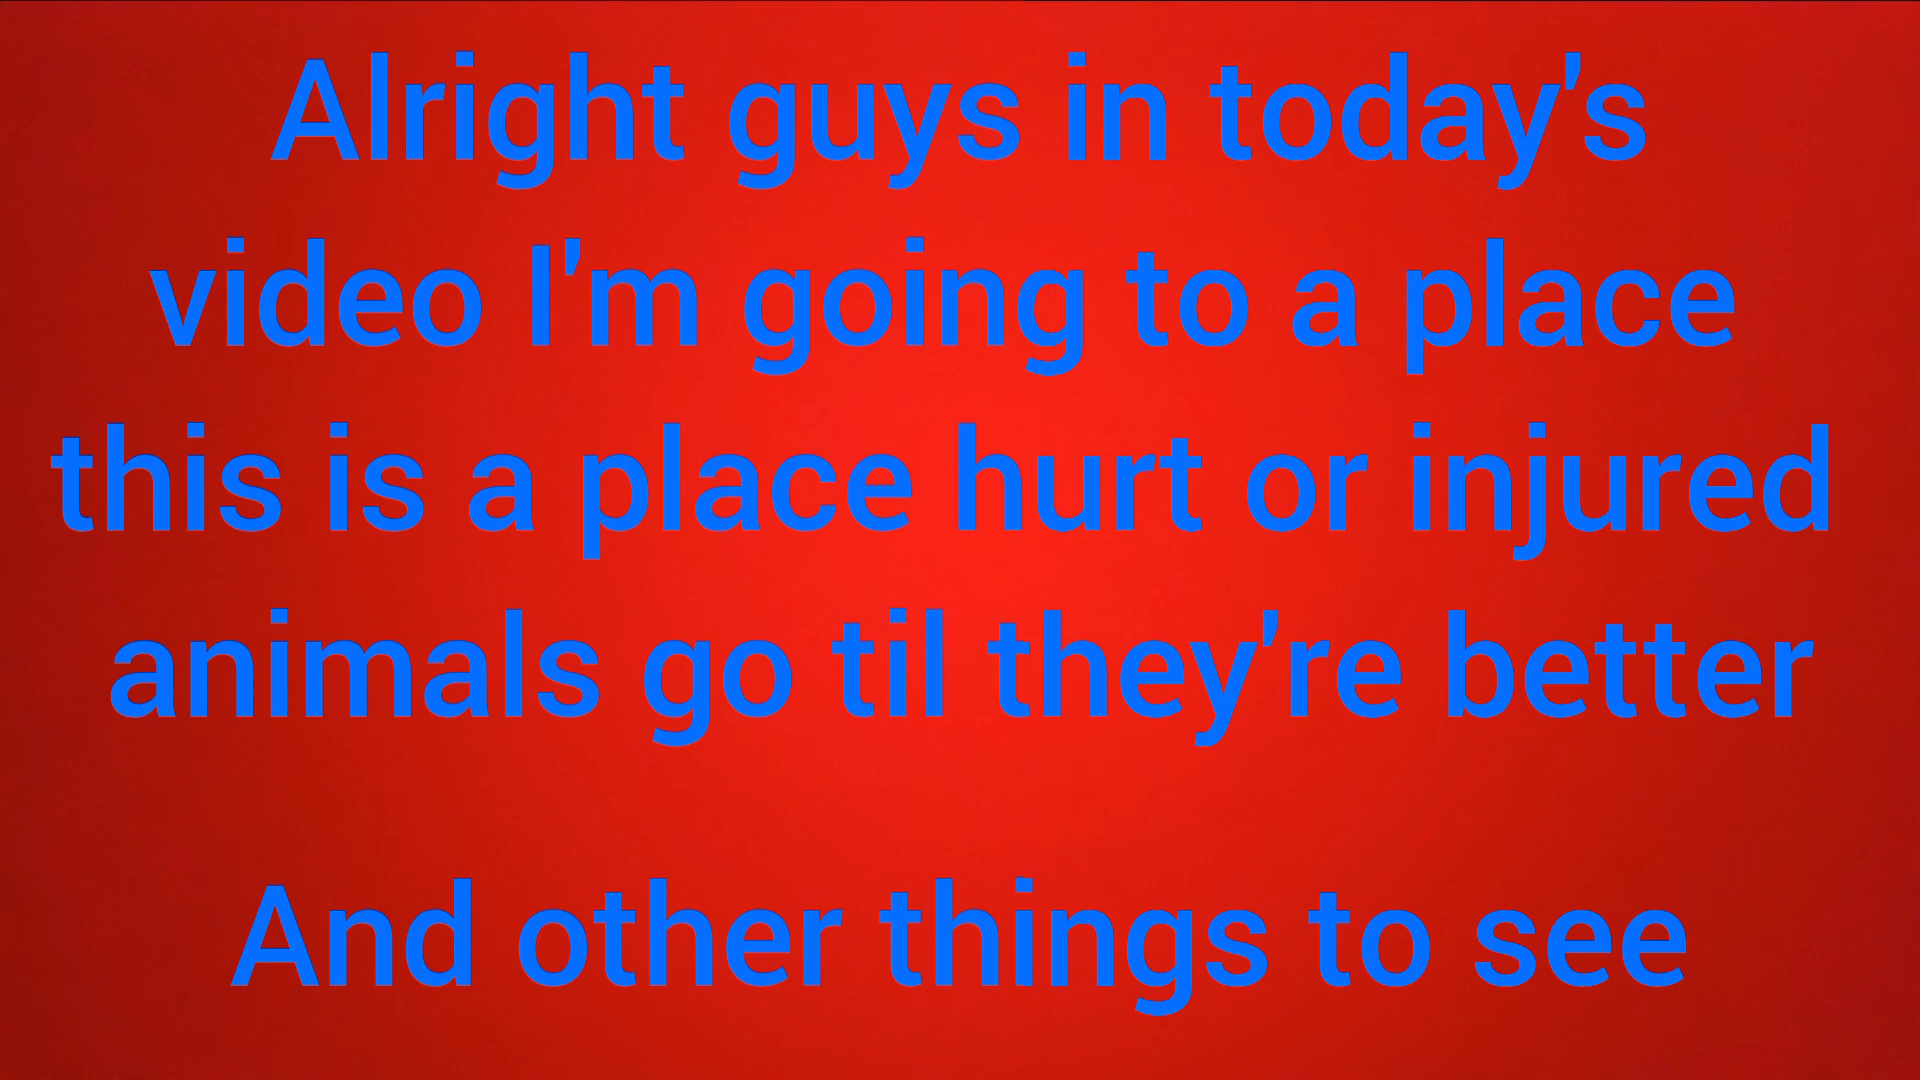 Alright guys in today's
video I'm going to a place
this is a place hurt or injured
animals go til they're better
And other things to see